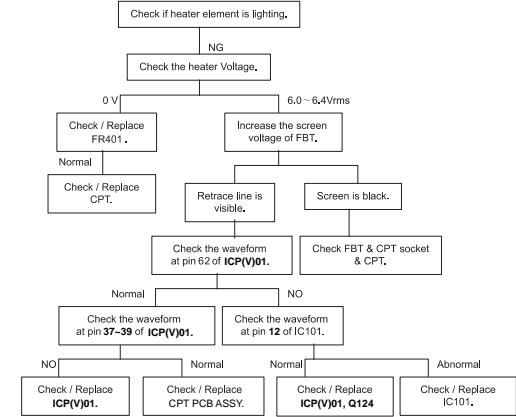 Check if heater element is lighting.
NG
Check the heater Voltage.
0 V
6.0~6.4Vrms
Check / Replace
FR401.
Increase the screen
voltage of FBT.
Normal
Check / Replace
CPT.
Retrace line is
visible.
Screen is black.
Check the waveform
at pin 62 of ICP(V)01.
Check FBT & CPT socket
& CPT.
Normal
NO
Check the waveform
at pin 37~39 of ICP(V)01.
Check the waveform
at pin 12 of IC101.
NO
Normal
Normal
Abnormal
Check / Replace
ICP(V)01.
Check / Replace
CPT PCB ASSY.
Check / Replace
ICP(V)01, Q124
Check / Replace
IC101.